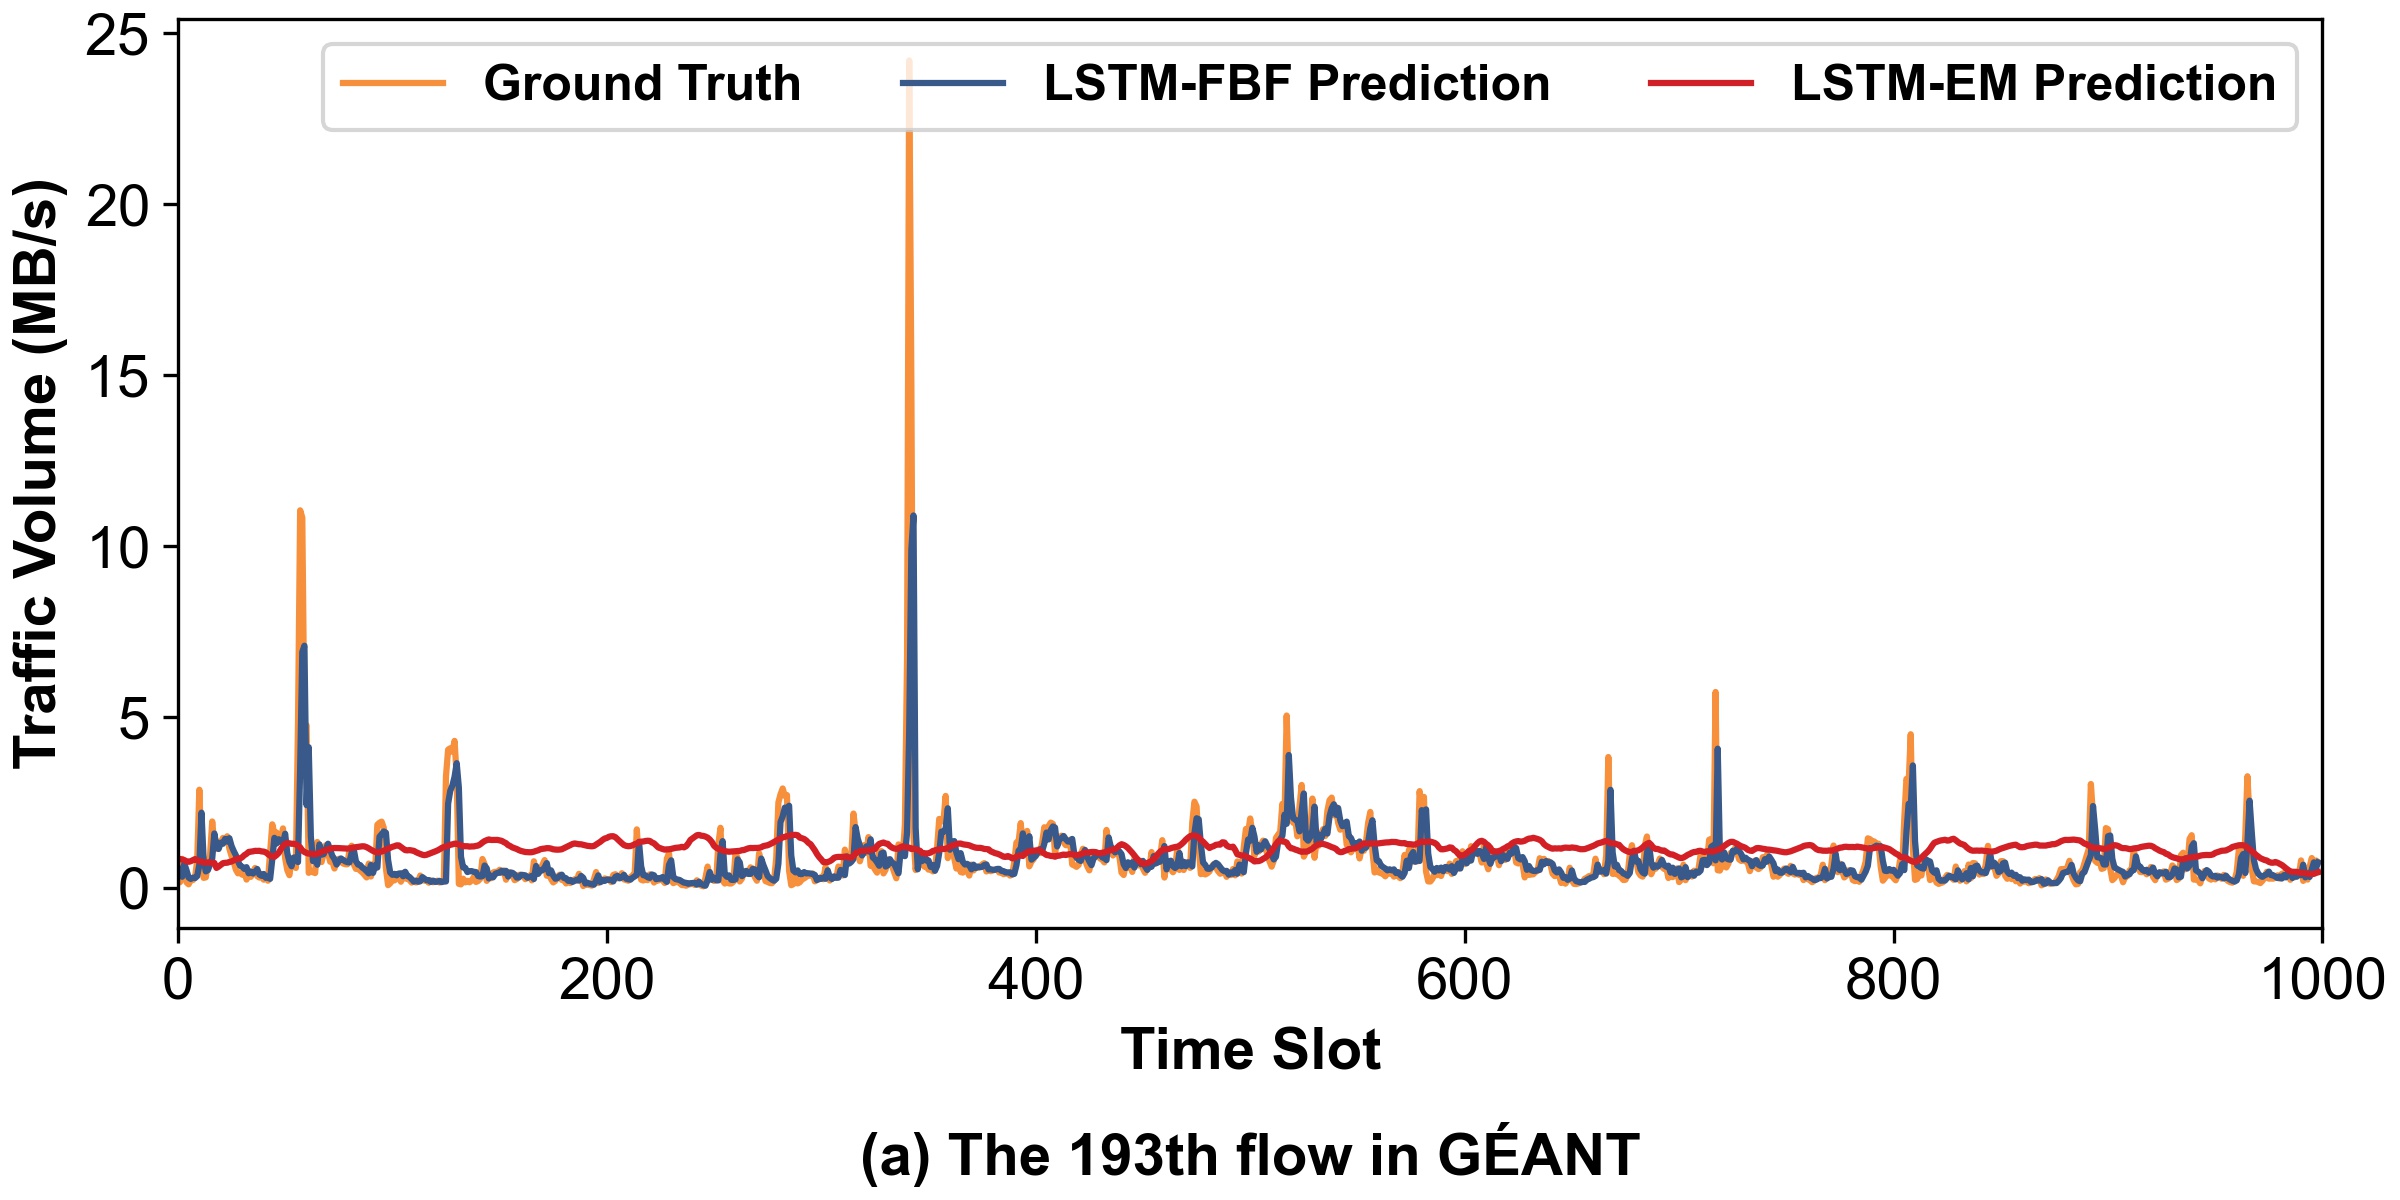 Ground Truth LSTM-FBF Prediction LSTM-EM Prediction
Traffic Volume (MB/s)
25
20
15
10
5
0
0 200 400 600 800 1000
Time Slot
(a) The 193th flow in GÉANT